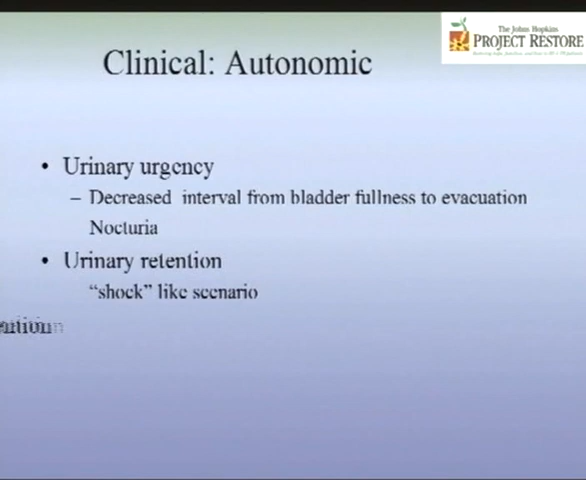 The Johns Hopkins
PROJECT RESTORE
Clinical: Autonomic
• Urinary urgency
– Decreased interval from bladder fullness to evacuation
Nocturia
• Urinary retention
“shock” like scenario